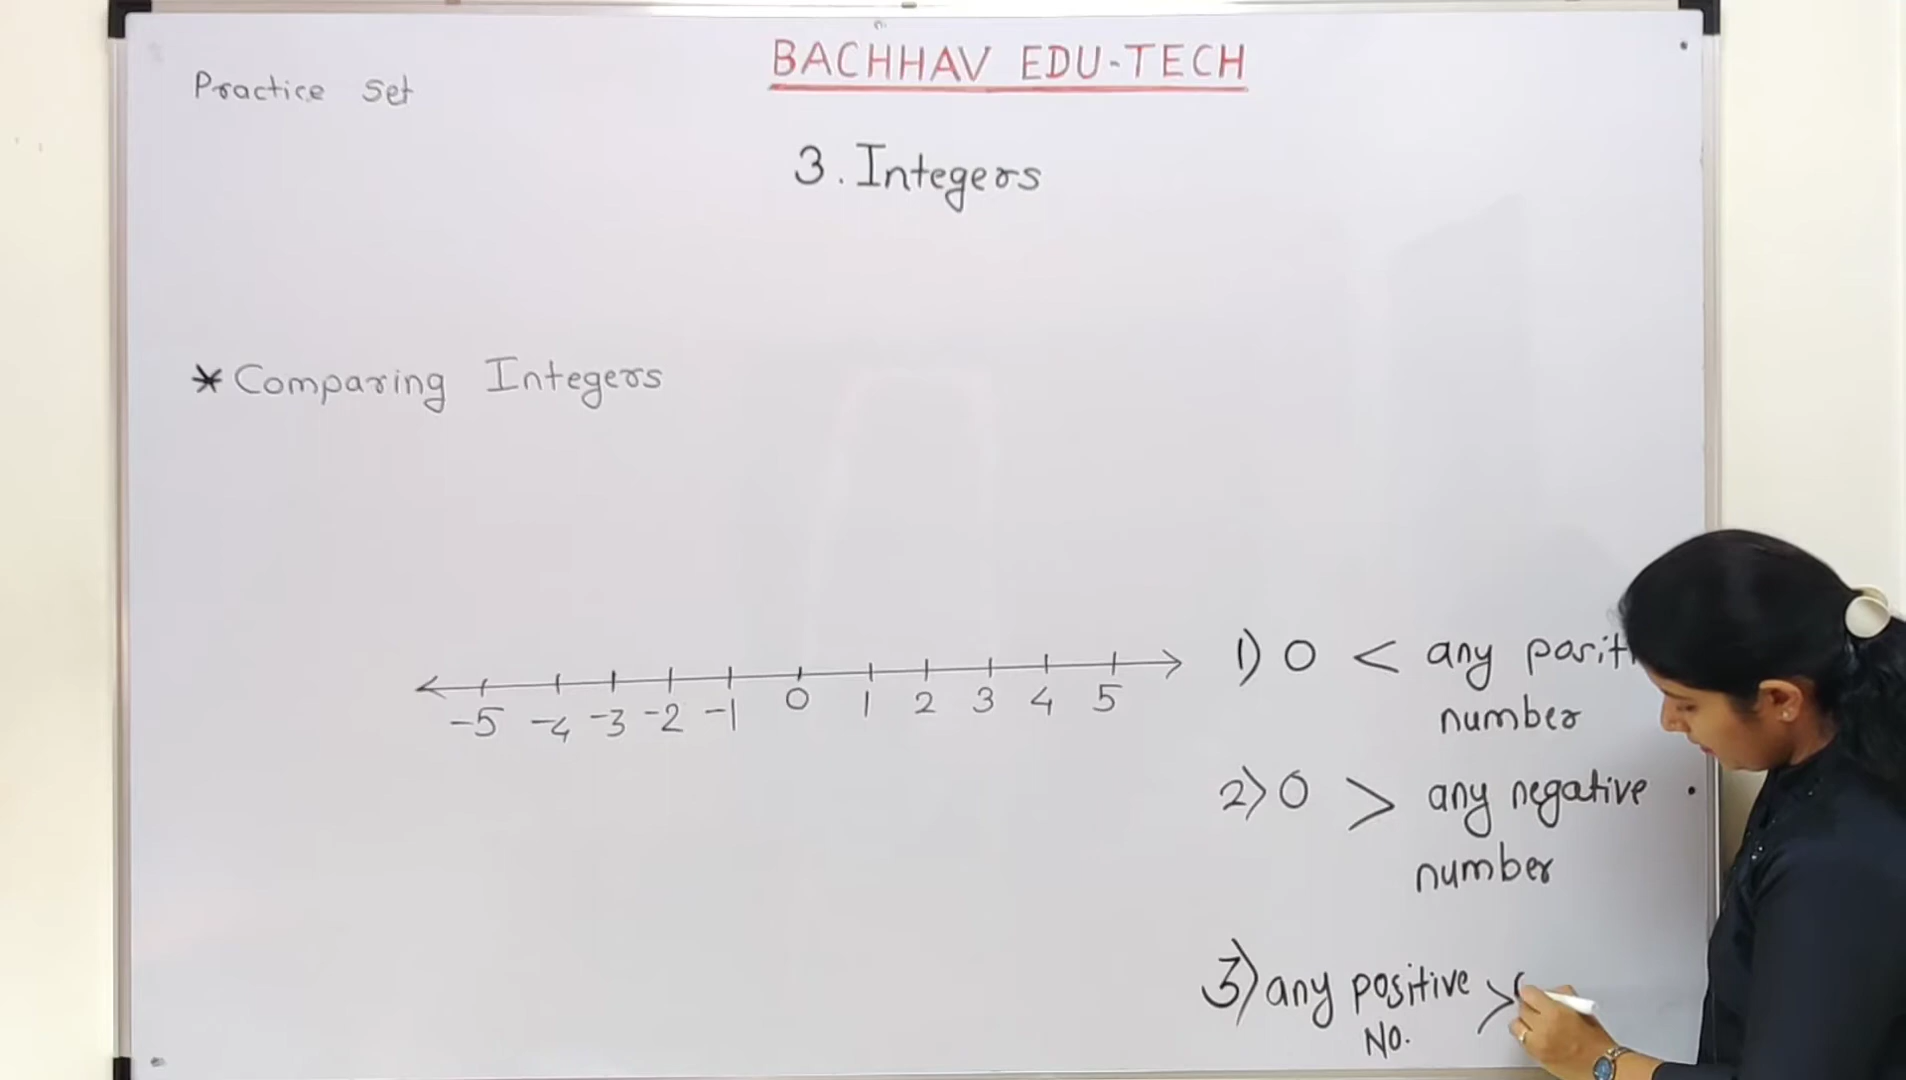 BACHHAV EDU-TECH
Practice Set
3. Integers
* Comparing Integers
-5 -4 -3 -2 -1 0 1 2 3 4 5
1) 0 < any positi
number
2) 0 > any negative
number
3) any positive >
No.